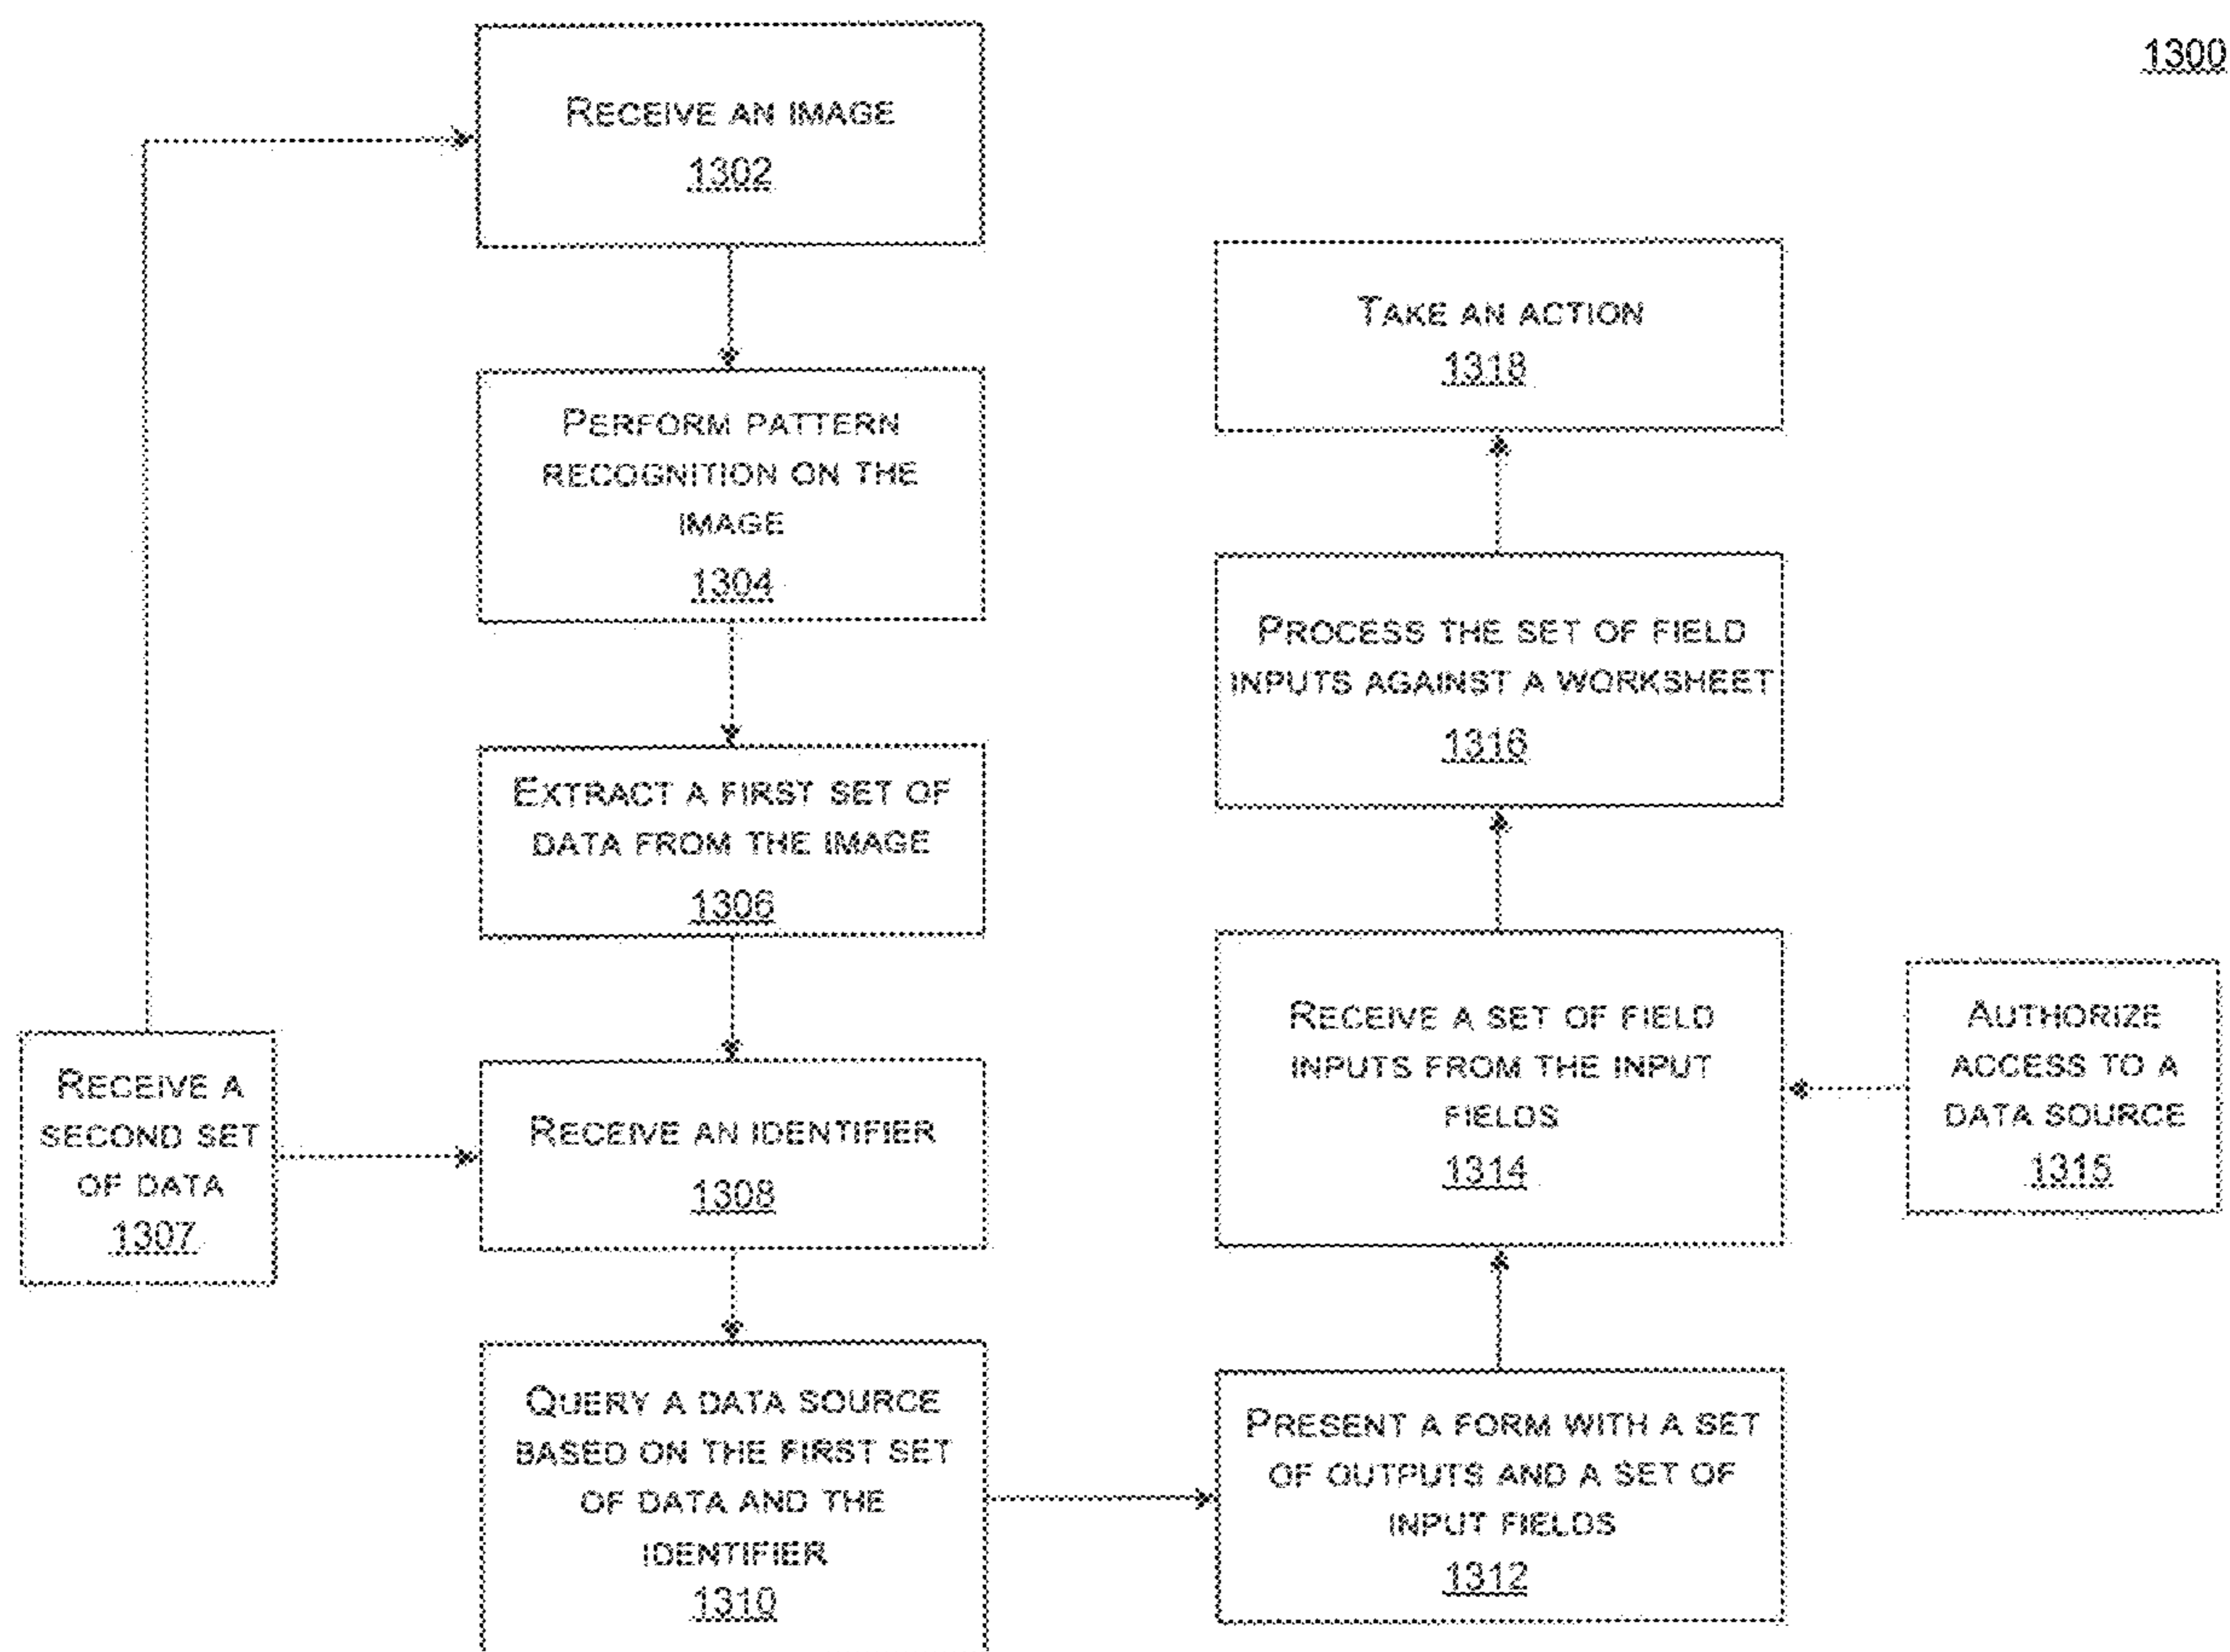 1300
RECEIVE AN IMAGE
1302
PERFORM PATTERN
RECOGNITION ON THE
IMAGE
1304
EXTRACT A FIRST SET OF
DATA FROM THE IMAGE
1306
RECEIVE A
SECOND SET
OF DATA
1307
RECEIVE AN IDENTIFIER
1308
QUERY A DATA SOURCE
BASED ON THE FIRST SET
OF DATA AND THE
IDENTIFIER
1310
PRESENT A FORM WITH A SET
OF OUTPUTS AND A SET OF
INPUT FIELDS
1312
RECEIVE A SET OF FIELD
INPUTS FROM THE INPUT
FIELDS
1314
AUTHORIZE
ACCESS TO A
DATA SOURCE
1315
PROCESS THE SET OF FIELD
INPUTS AGAINST A WORKSHEET
1316
TAKE AN ACTION
1318